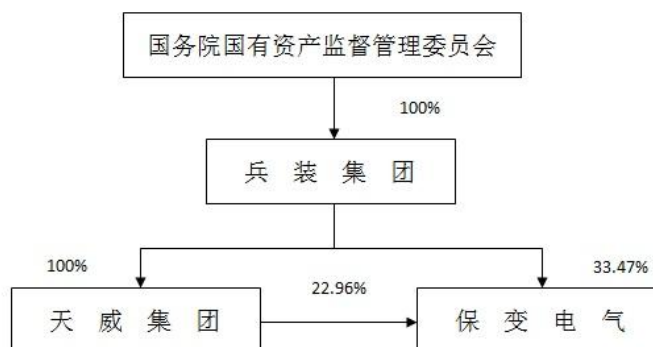 国务院国有资产监督管理委员会
100%
兵装集团
100%
33.47%
22.96%
天威集团
保变电气